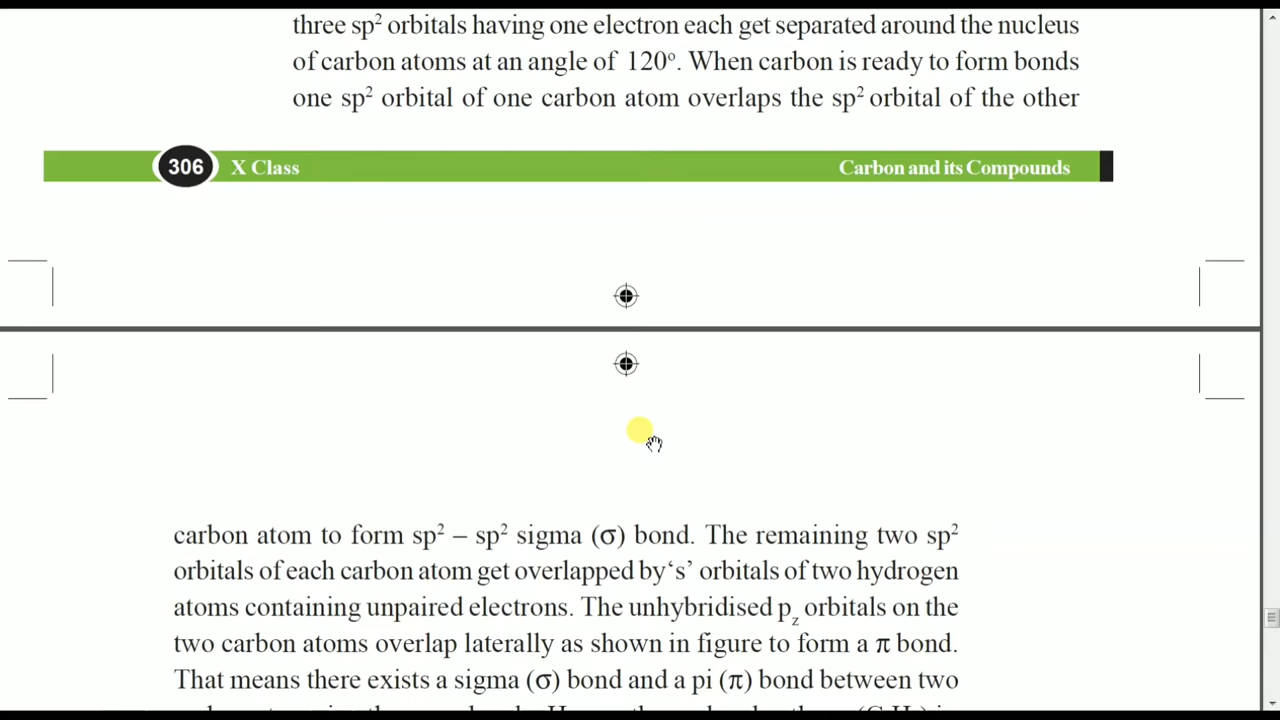 three sp² orbitals having one electron each get separated around the nucleus
of carbon atoms at an angle of 120º. When carbon is ready to form bonds
one sp² orbital of one carbon atom overlaps the sp² orbital of the other
306 X Class Carbon and its Compounds
carbon atom to form sp² – sp² sigma (σ) bond. The remaining two sp²
orbitals of each carbon atom get overlapped by‘s’ orbitals of two hydrogen
atoms containing unpaired electrons. The unhybridised p_z orbitals on the
two carbon atoms overlap laterally as shown in figure to form a π bond.
That means there exists a sigma (σ) bond and a pi (π) bond between two